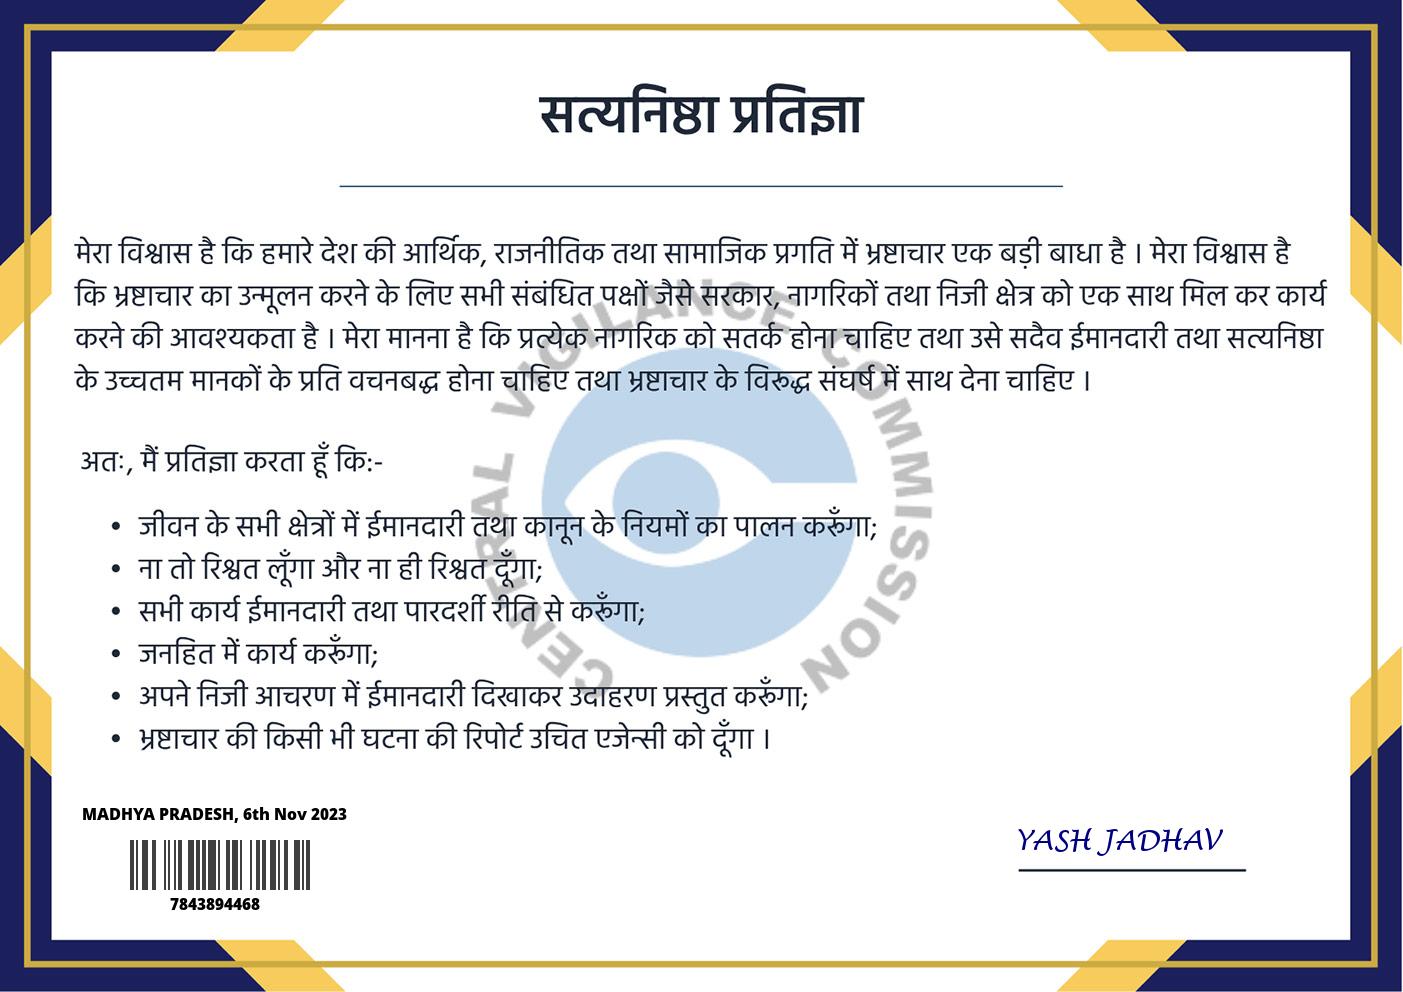 सत्यनिष्ठा प्रतिज्ञा
मेरा विश्वास है कि हमारे देश की आर्थिक, राजनीतिक तथा सामाजिक प्रगति में भ्रष्टाचार एक बड़ी बाधा है । मेरा विश्वास है
कि भ्रष्टाचार का उन्मूलन करने के लिए सभी संबंधित पक्षों जैसे सरकार, नागरिकों तथा निजी क्षेत्र को एक साथ मिल कर कार्य
करने की आवश्यकता है । मेरा मानना है कि प्रत्येक नागरिक को सतर्क होना चाहिए तथा उसे सदैव ईमानदारी तथा सत्यनिष्ठा
के उच्चतम मानकों के प्रति वचनबद्ध होना चाहिए तथा भ्रष्टाचार के विरूद्ध संघर्ष में साथ देना चाहिए ।
अतः, मैं प्रतिज्ञा करता हूँ कि:-
• जीवन के सभी क्षेत्रों में ईमानदारी तथा कानून के नियमों का पालन करूँगा;
• ना तो रिश्वत लूँगा और ना ही रिश्वत दूँगा;
• सभी कार्य ईमानदारी तथा पारदर्शी रीति से करूँगा;
• जनहित में कार्य करूँगा;
• अपने निजी आचरण में ईमानदारी दिखाकर उदाहरण प्रस्तुत करूँगा;
• भ्रष्टाचार की किसी भी घटना की रिपोर्ट उचित एजेन्सी को दूँगा ।
CENTRAL VIGILANCE COMMISSION
MADHYA PRADESH, 6th Nov 2023
7843894468
YASH JADHAV